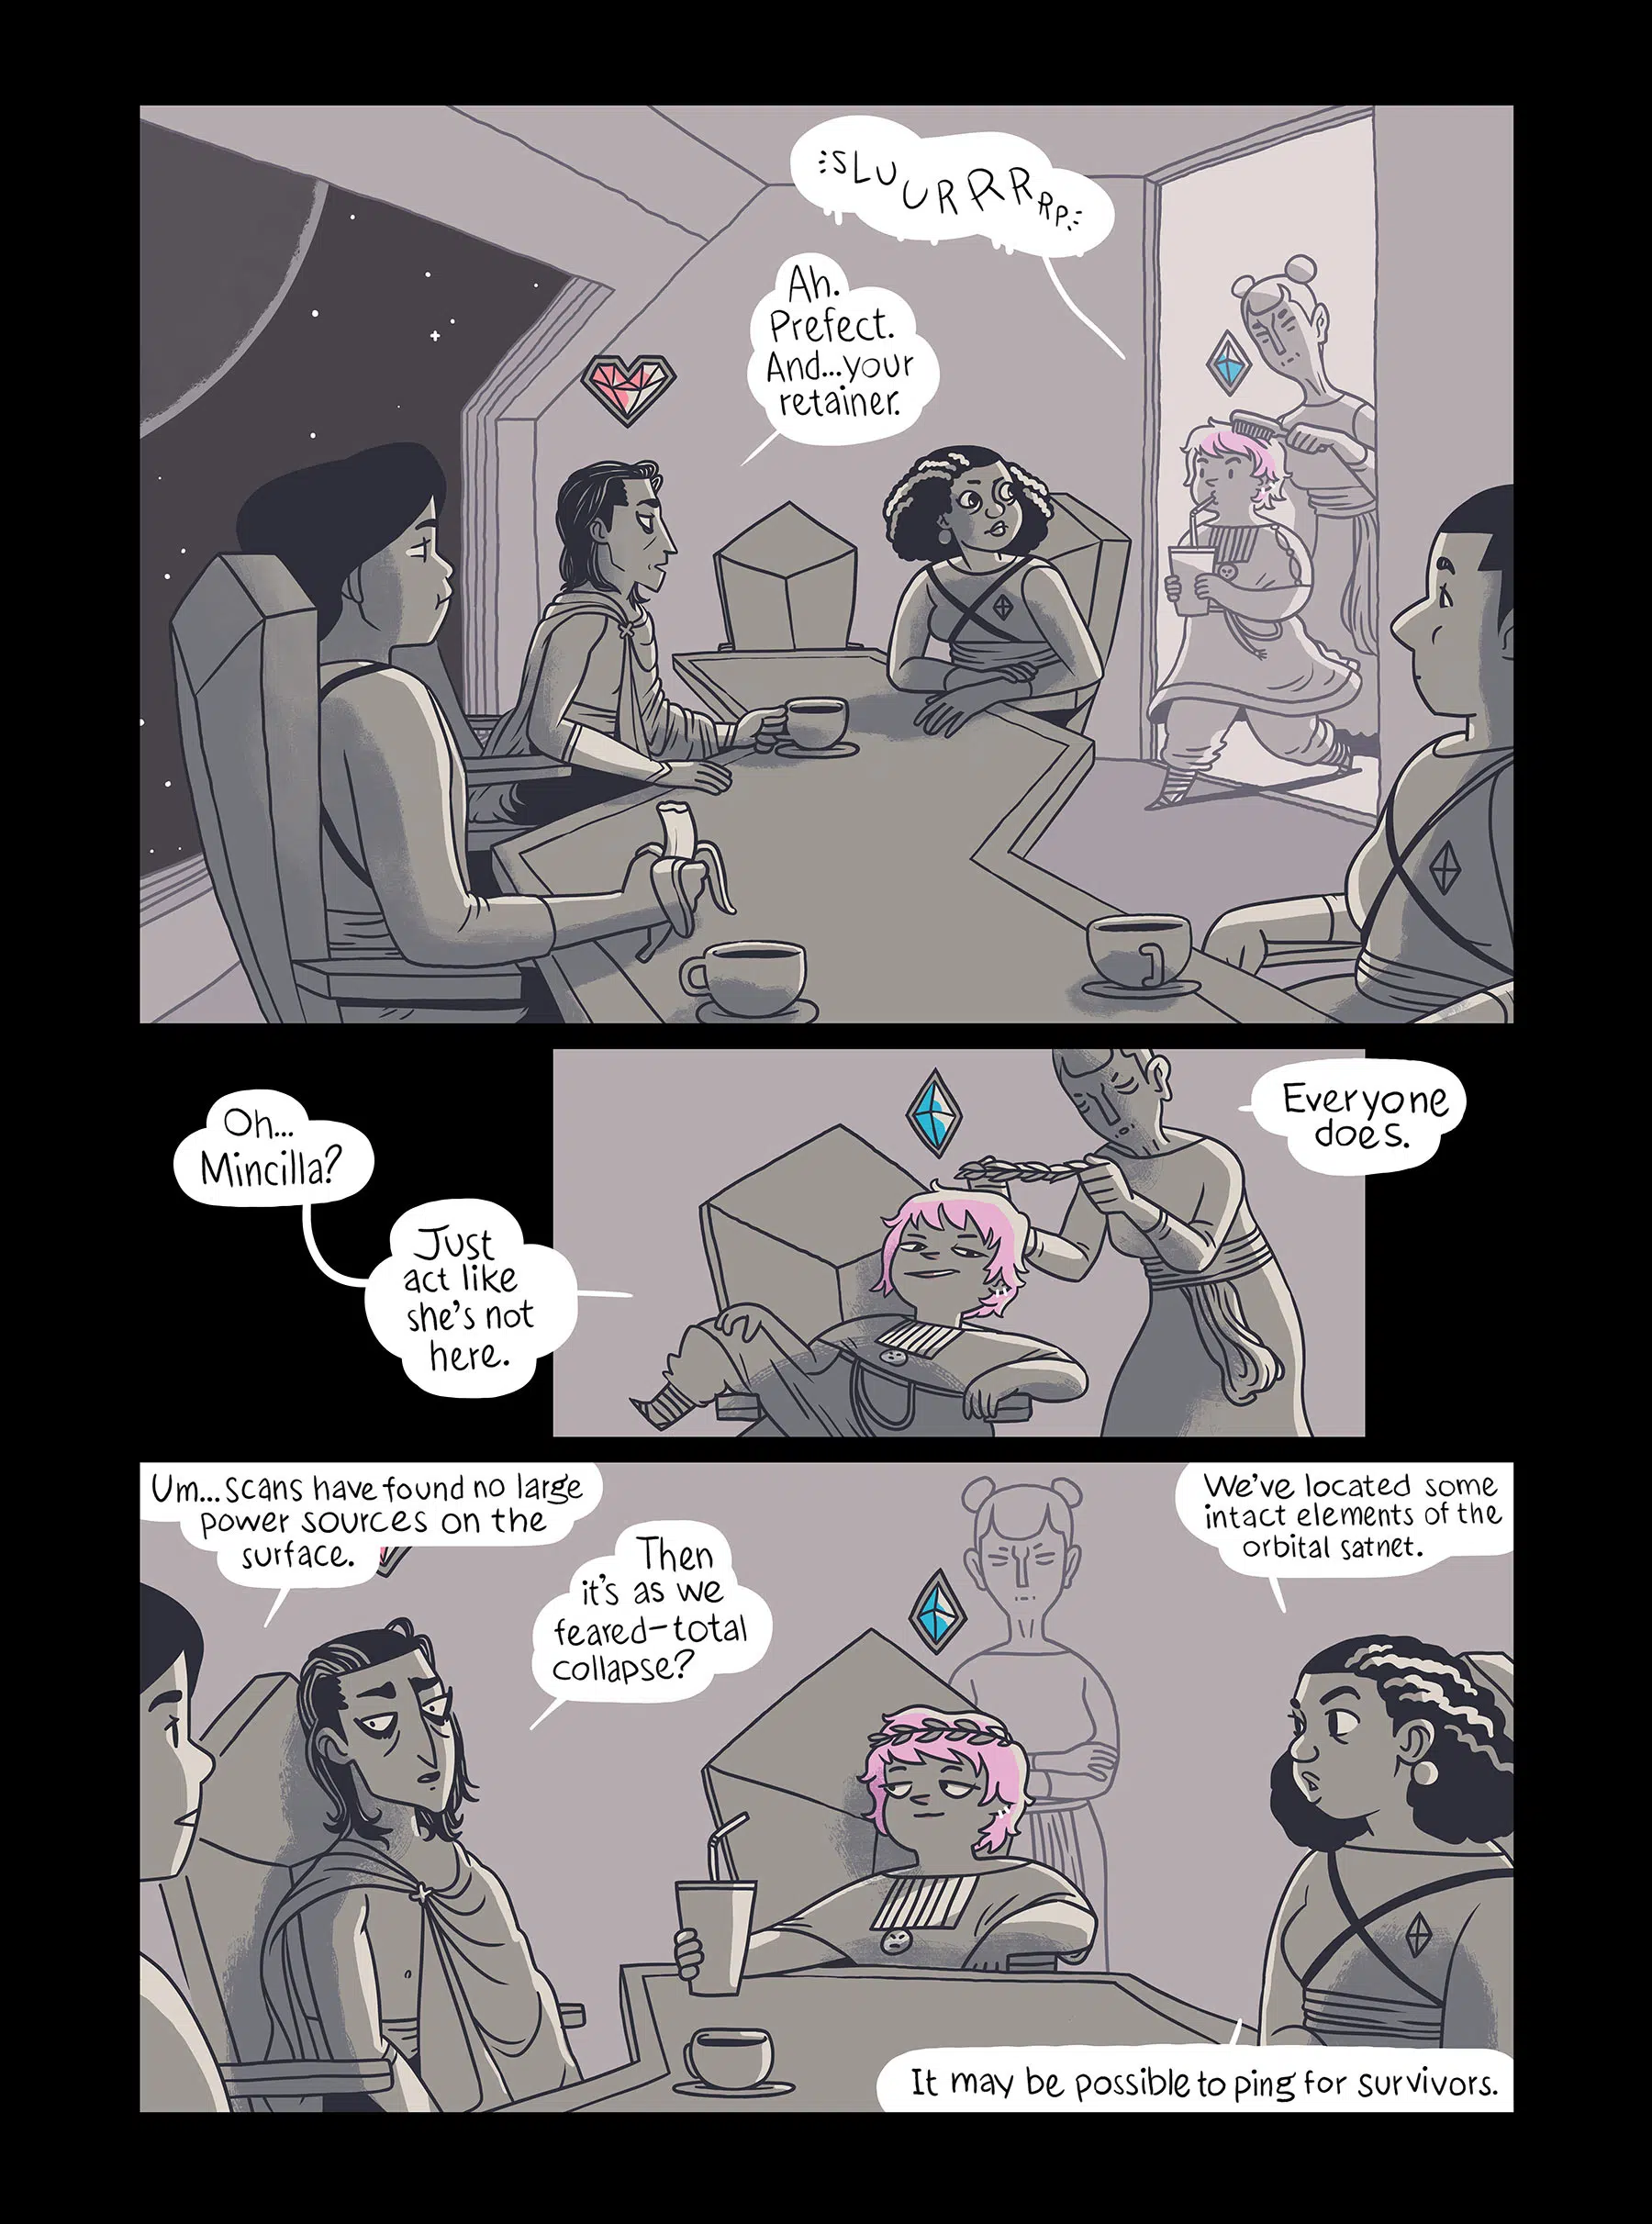 SLUURRRRP
Ah.
Prefect.
And...your
retainer.
Oh...
Mincilla?
Just
act like
she's not
here.
Everyone
does.
Um...scans have found no large
power sources on the
surface.
Then
it's as we
feared—total
collapse?
We've located some
intact elements of the
orbital satnet.
It may be possible to ping for survivors.